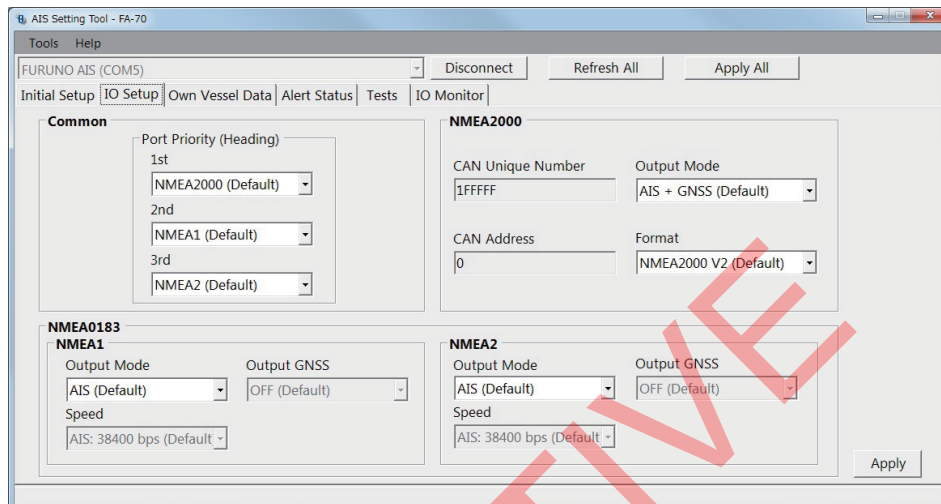 AIS Setting Tool - FA-70
Tools Help
FURUNO AIS (COM5) Disconnect Refresh All Apply All
Initial Setup IO Setup Own Vessel Data Alert Status Tests IO Monitor
Common
Port Priority (Heading)
1st
NMEA2000 (Default)
2nd
NMEA1 (Default)
3rd
NMEA2 (Default)
NMEA2000
CAN Unique Number Output Mode
1FFFFF AIS + GNSS (Default)
CAN Address Format
0 NMEA2000 V2 (Default)
NMEA0183
NMEA1
Output Mode Output GNSS
AIS (Default) OFF (Default)
Speed
AIS: 38400 bps (Default
NMEA2
Output Mode Output GNSS
AIS (Default) OFF (Default)
Speed
AIS: 38400 bps (Default
Apply
TIVE